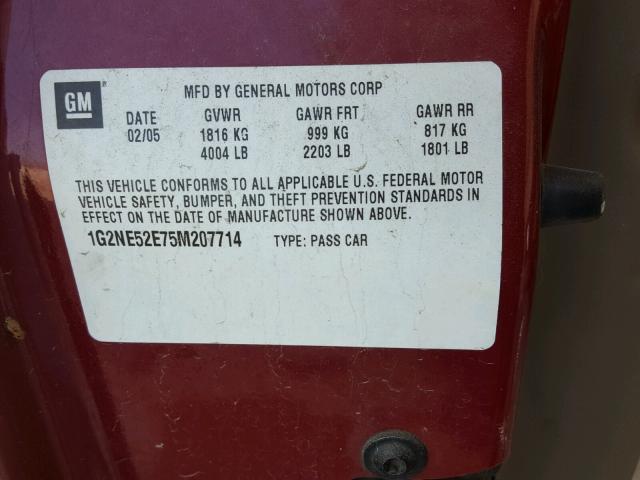 GM
MFD BY GENERAL MOTORS CORP
DATE GVWR GAWR FRT GAWR RR
02/05 1816 KG 999 KG 817 KG
4004 LB 2203 LB 1801 LB
THIS VEHICLE CONFORMS TO ALL APPLICABLE U.S. FEDERAL MOTOR
VEHICLE SAFETY, BUMPER, AND THEFT PREVENTION STANDARDS IN
EFFECT ON THE DATE OF MANUFACTURE SHOWN ABOVE.
1G2NE52E75M207714 TYPE: PASS CAR